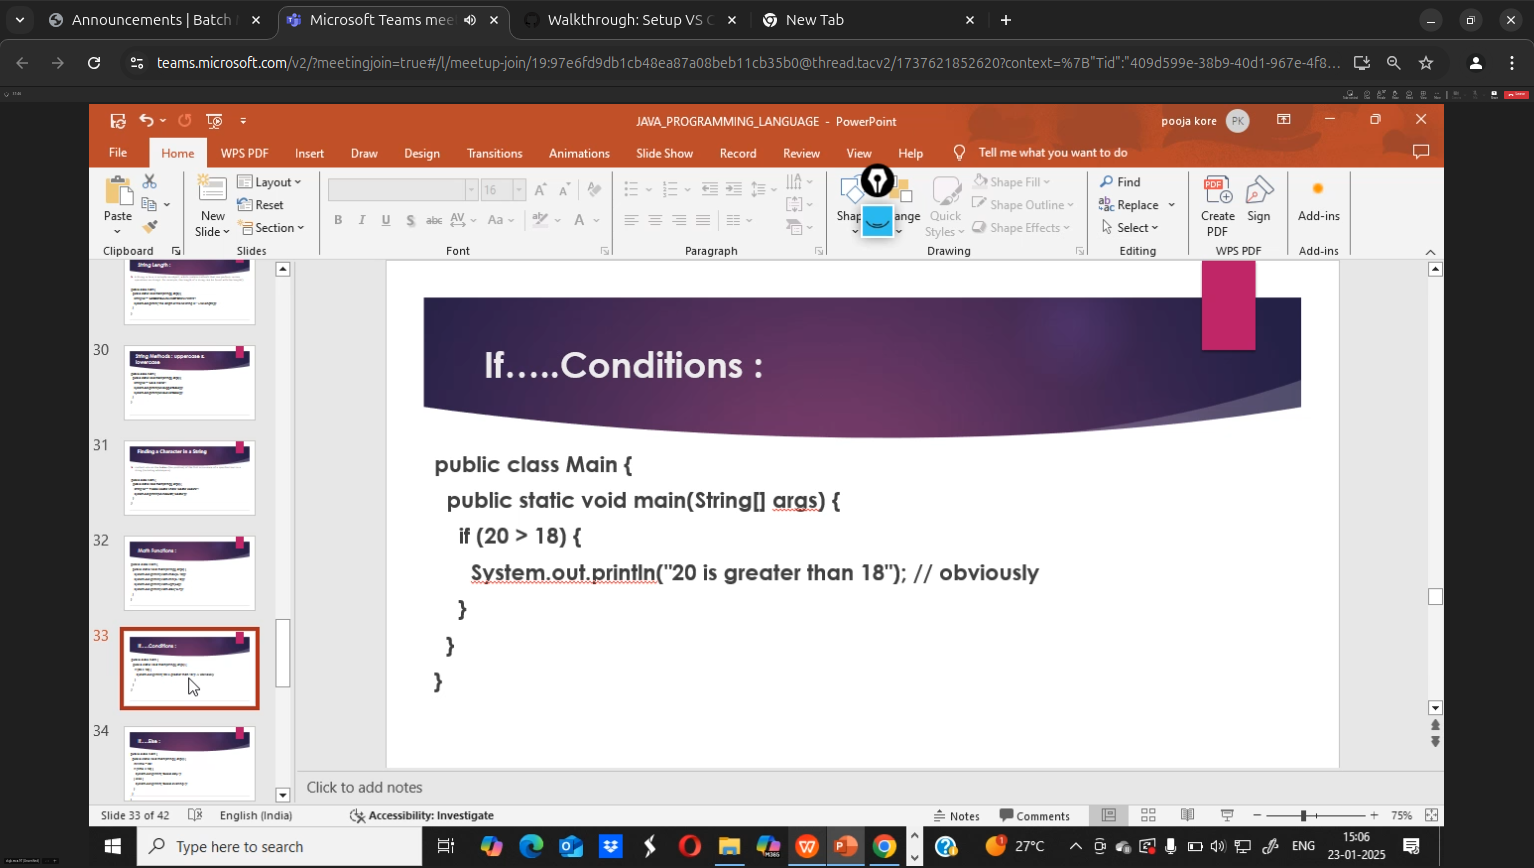 Announcements | Batch
Microsoft Teams mee
Walkthrough: Setup VS C
New Tab
teams.microsoft.com/v2/?meetingjoin=true#/l/meetup-join/19:97e6fd9db1cb48ea87a08beb11cb35b0@thread.tacv2/1737621852620?context=%7B"Tid":"409d599e-38b9-40d1-967e-4f8...
JAVA_PROGRAMMING_LANGUAGE - PowerPoint
pooja kore PK
File Home WPS PDF Insert Draw Design Transitions Animations Slide Show Record Review View Help Tell me what you want to do
Paste
Clipboard
New
Slide
Layout
Reset
Section
Slides
16
B I U S abc AV Aa A
Font
Paragraph
Shap
ange
Quick
Styles
Shape Fill
Shape Outline
Shape Effects
Drawing
Find
Replace
Select
Editing
Create
PDF
Sign
WPS PDF
Add-ins
Add-ins
String Length :
30
String Methods : uppercase &
lowercase
31
Finding a Character in a String
32
Math Functions :
33
If.....Conditions :
34
If.....Else :
If.....Conditions :
public class Main {
public static void main(String[] args) {
if (20 > 18) {
System.out.println("20 is greater than 18"); // obviously
}
}
}
Click to add notes
Slide 33 of 42
English (India)
Accessibility: Investigate
Notes
Comments
75%
Type here to search
27°C
ENG
15:06
23-01-2025